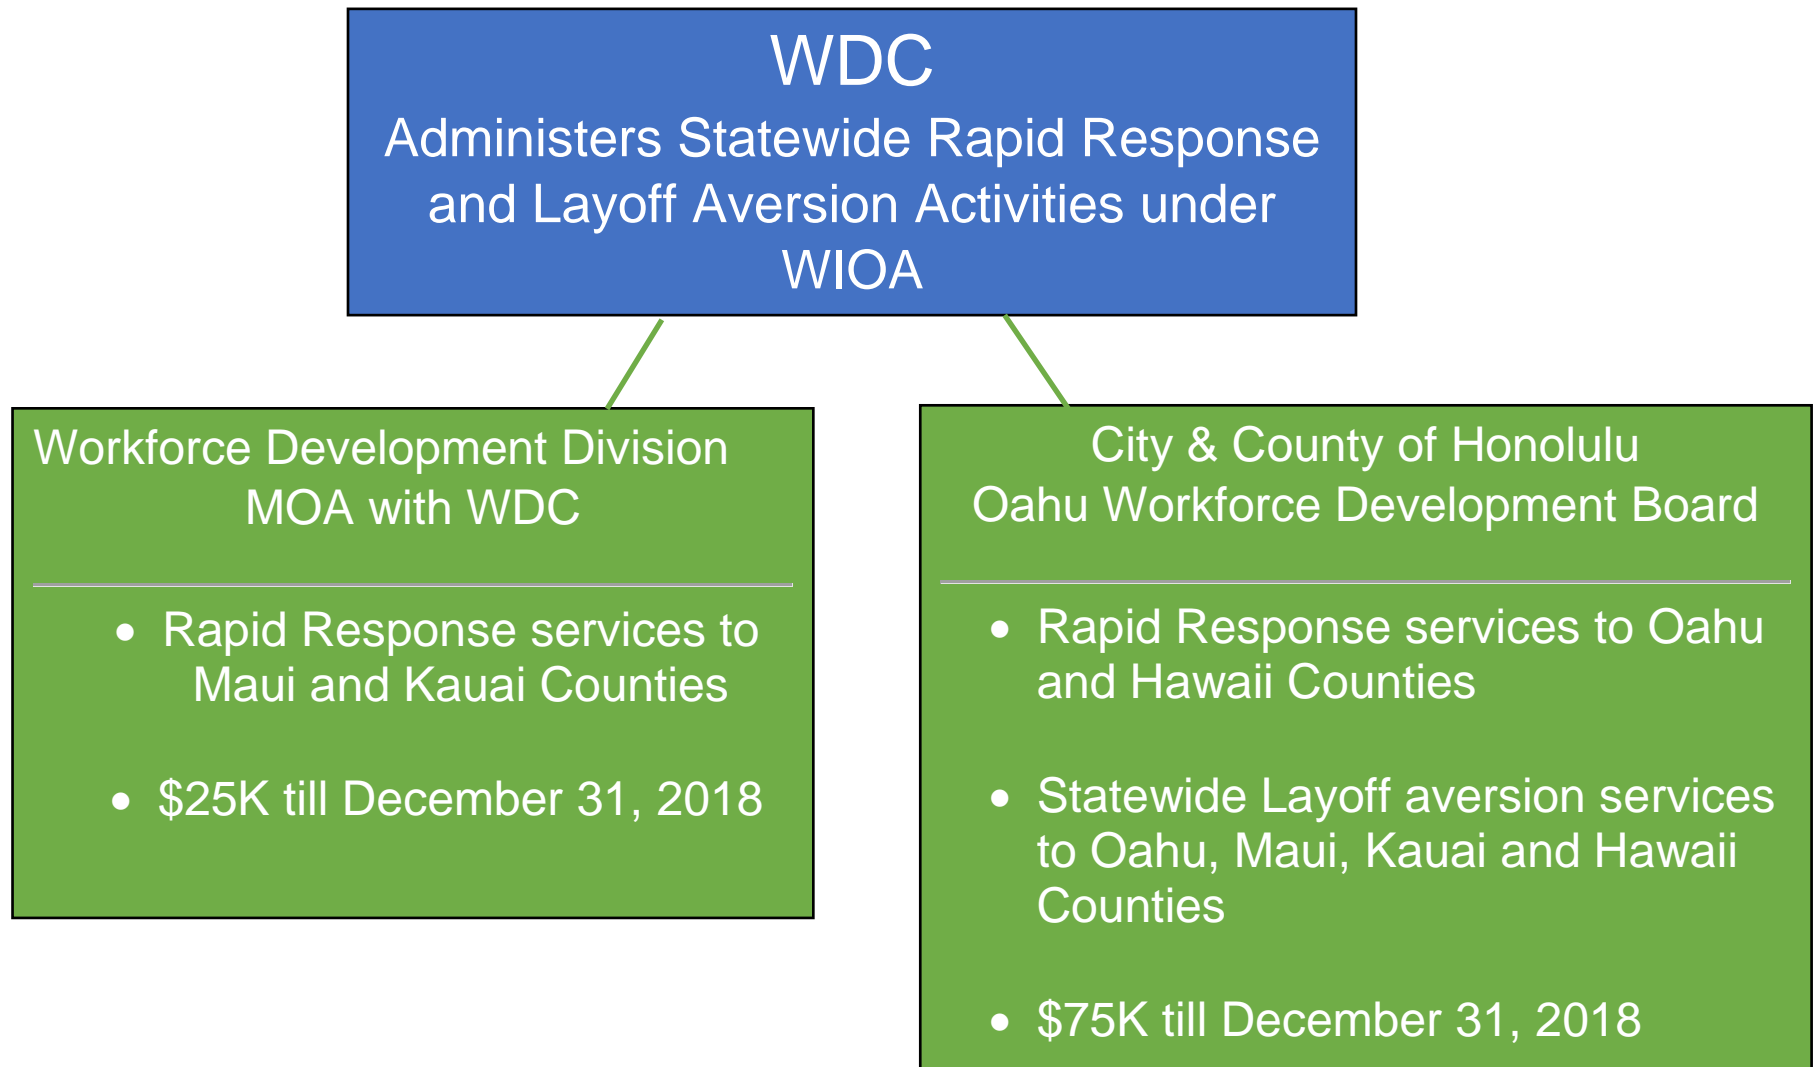 WDC
Administers Statewide Rapid Response
and Layoff Aversion Activities under
WIOA
Workforce Development Division
MOA with WDC
• Rapid Response services to
Maui and Kauai Counties
• $25K till December 31, 2018
City & County of Honolulu
Oahu Workforce Development Board
• Rapid Response services to Oahu
and Hawaii Counties
• Statewide Layoff aversion services
to Oahu, Maui, Kauai and Hawaii
Counties
• $75K till December 31, 2018